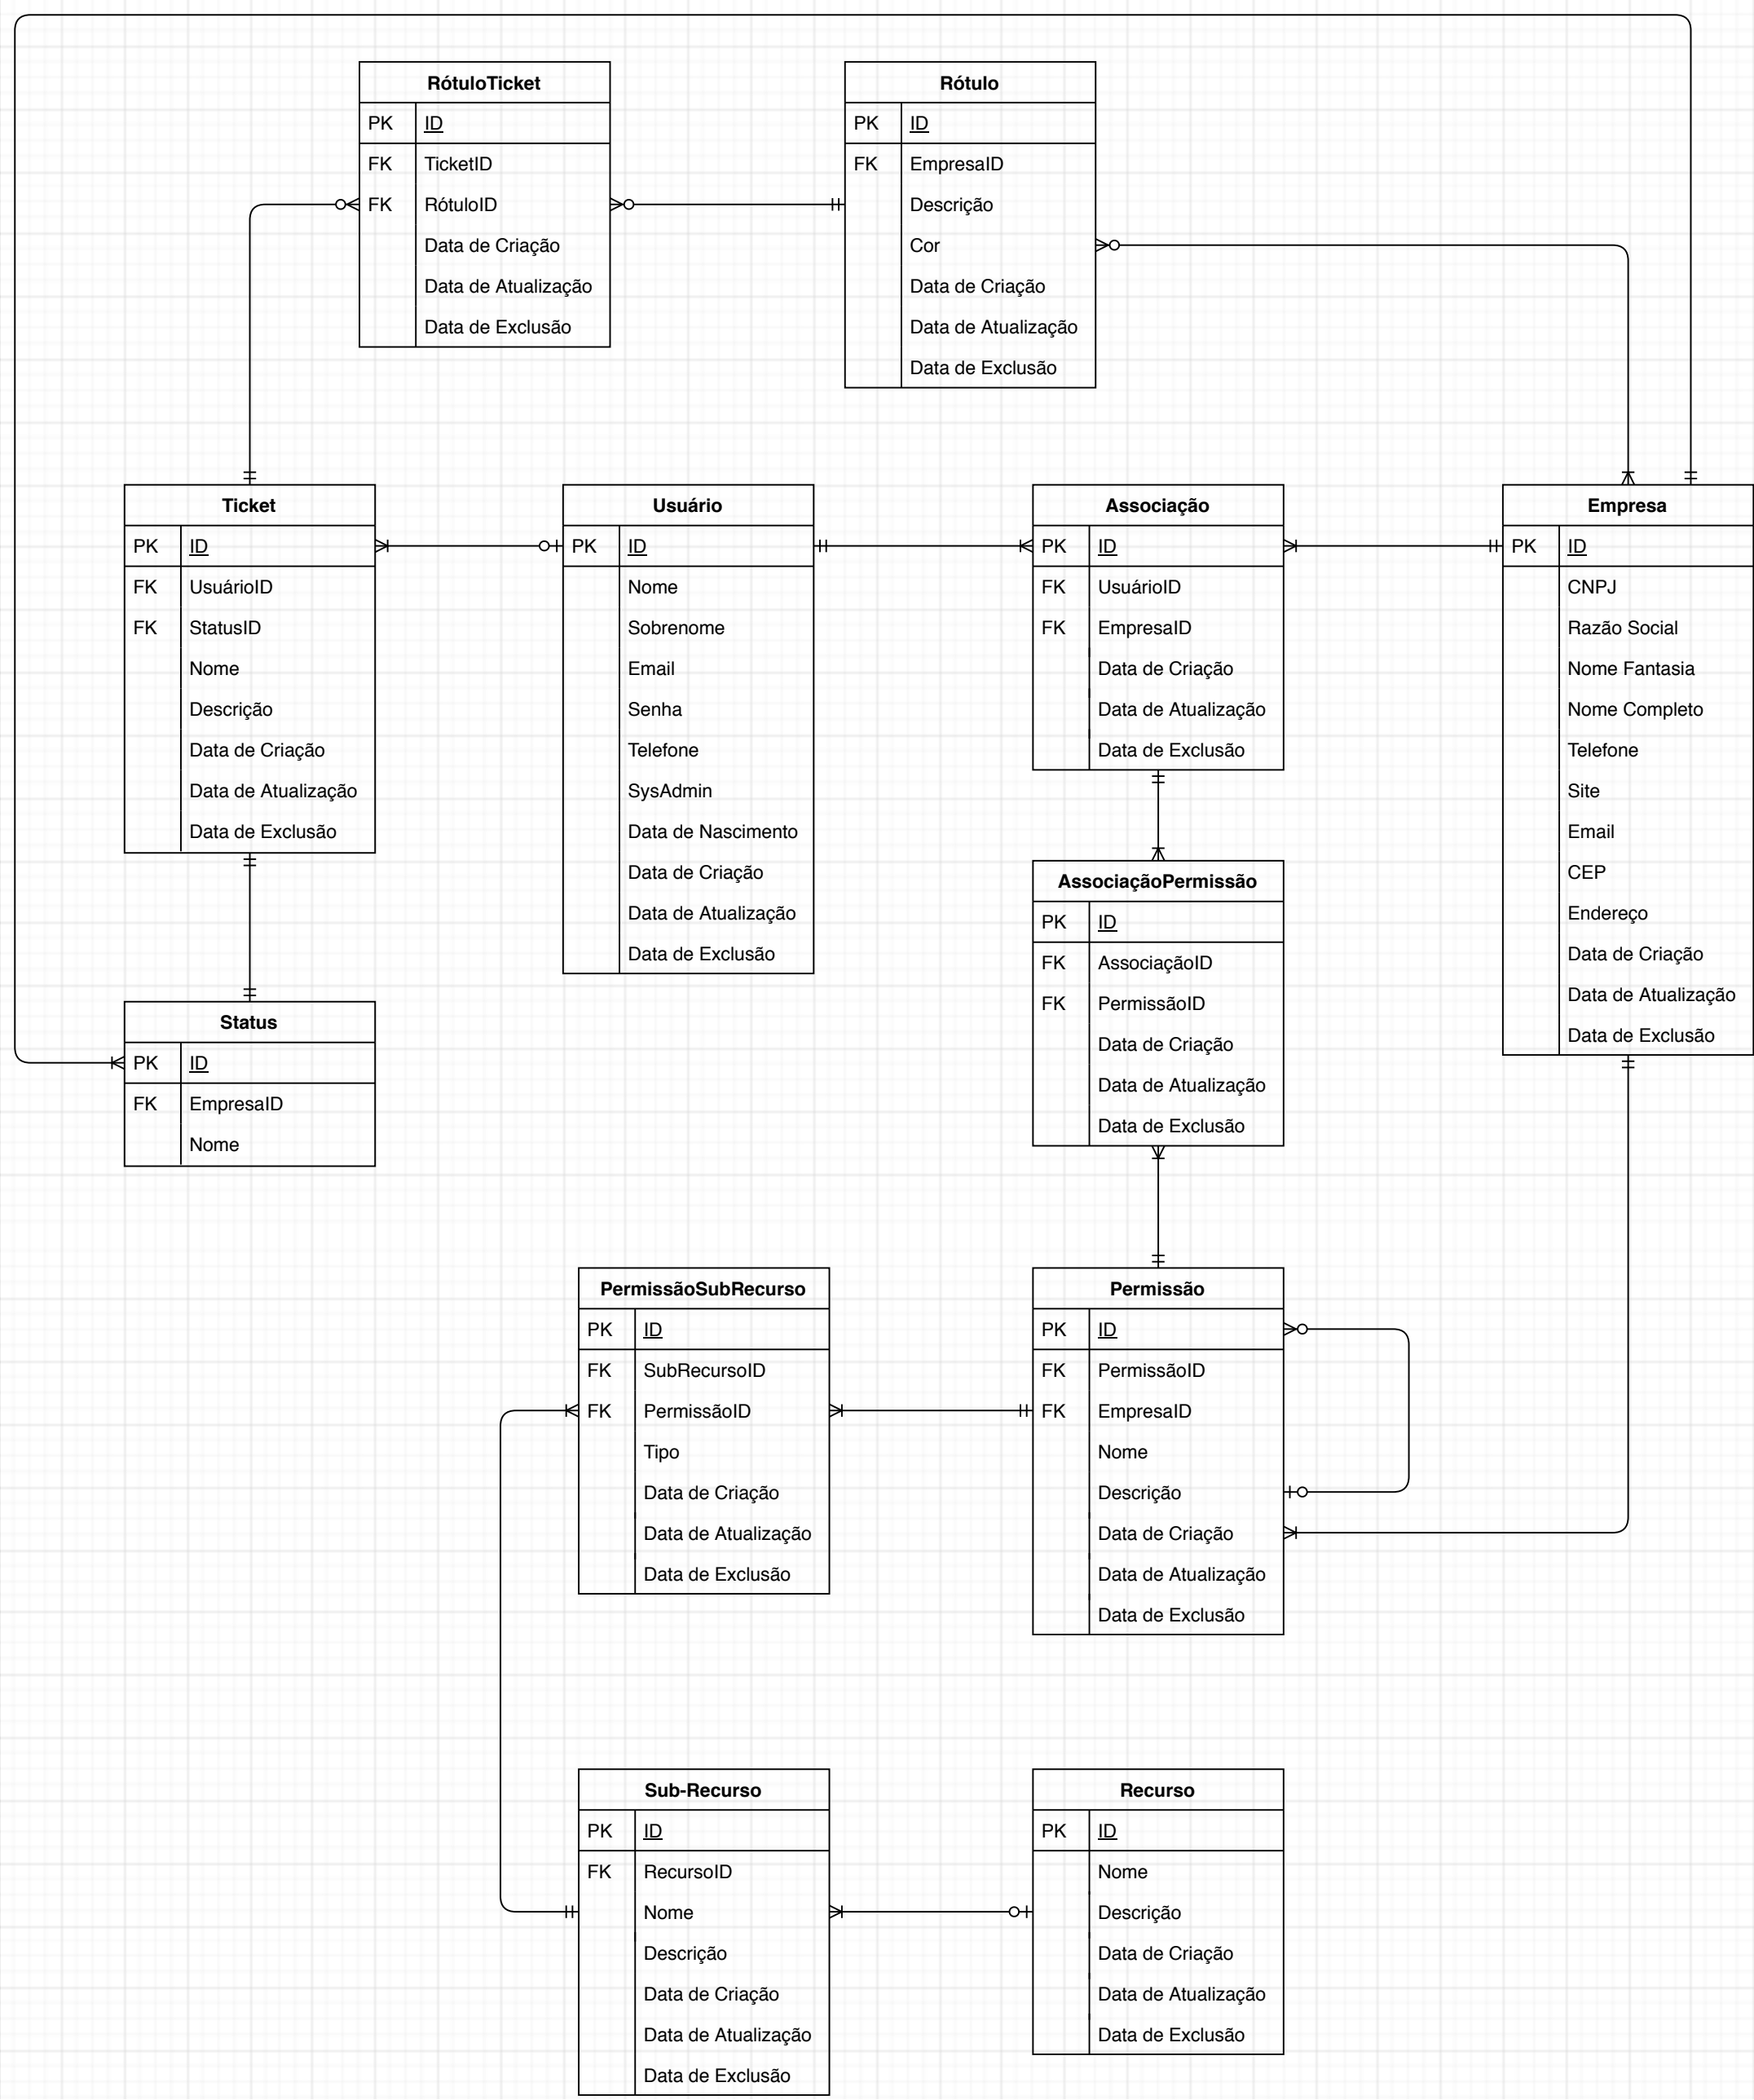 RótuloTicket
PK ID
FK TicketID
FK RótuloID
Data de Criação
Data de Atualização
Data de Exclusão
Rótulo
PK ID
FK EmpresaID
Descrição
Cor
Data de Criação
Data de Atualização
Data de Exclusão
Ticket
PK ID
FK UsuárioID
FK StatusID
Nome
Descrição
Data de Criação
Data de Atualização
Data de Exclusão
Usuário
PK ID
Nome
Sobrenome
Email
Senha
Telefone
SysAdmin
Data de Nascimento
Data de Criação
Data de Atualização
Data de Exclusão
Associação
PK ID
FK UsuárioID
FK EmpresaID
Data de Criação
Data de Atualização
Data de Exclusão
Empresa
PK ID
CNPJ
Razão Social
Nome Fantasia
Nome Completo
Telefone
Site
Email
CEP
Endereço
Data de Criação
Data de Atualização
Data de Exclusão
AssociaçãoPermissão
PK ID
FK AssociaçãoID
FK PermissãoID
Data de Criação
Data de Atualização
Data de Exclusão
Status
PK ID
FK EmpresaID
Nome
PermissãoSubRecurso
PK ID
FK SubRecursoID
FK PermissãoID
Tipo
Data de Criação
Data de Atualização
Data de Exclusão
Permissão
PK ID
FK PermissãoID
FK EmpresaID
Nome
Descrição
Data de Criação
Data de Atualização
Data de Exclusão
Sub-Recurso
PK ID
FK RecursoID
Nome
Descrição
Data de Criação
Data de Atualização
Data de Exclusão
Recurso
PK ID
Nome
Descrição
Data de Criação
Data de Atualização
Data de Exclusão